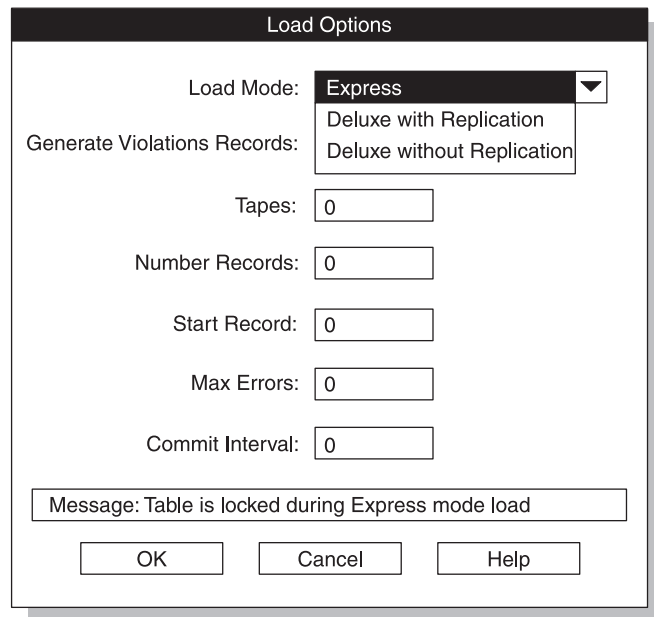 Load Options
Load Mode: Express
Deluxe with Replication
Generate Violations Records:
Deluxe without Replication
Tapes: 0
Number Records: 0
Start Record: 0
Max Errors: 0
Commit Interval: 0
Message: Table is locked during Express mode load
OK Cancel Help